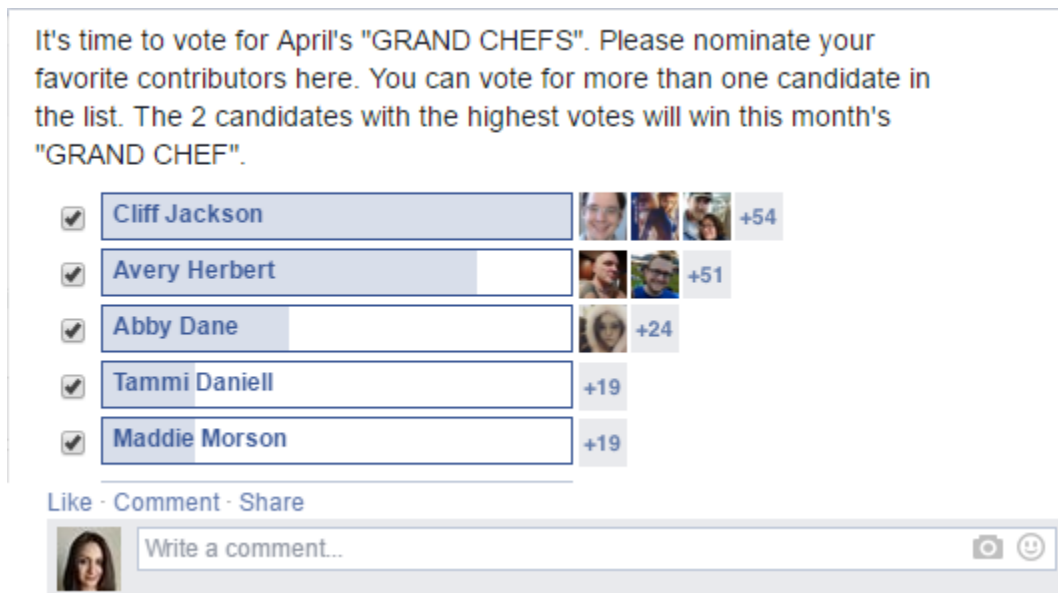 It's time to vote for April's "GRAND CHEFS". Please nominate your
favorite contributors here. You can vote for more than one candidate in
the list. The 2 candidates with the highest votes will win this month's
"GRAND CHEF".
Cliff Jackson +54
Avery Herbert +51
Abby Dane +24
Tammi Daniell +19
Maddie Morson +19
Like · Comment · Share
Write a comment...